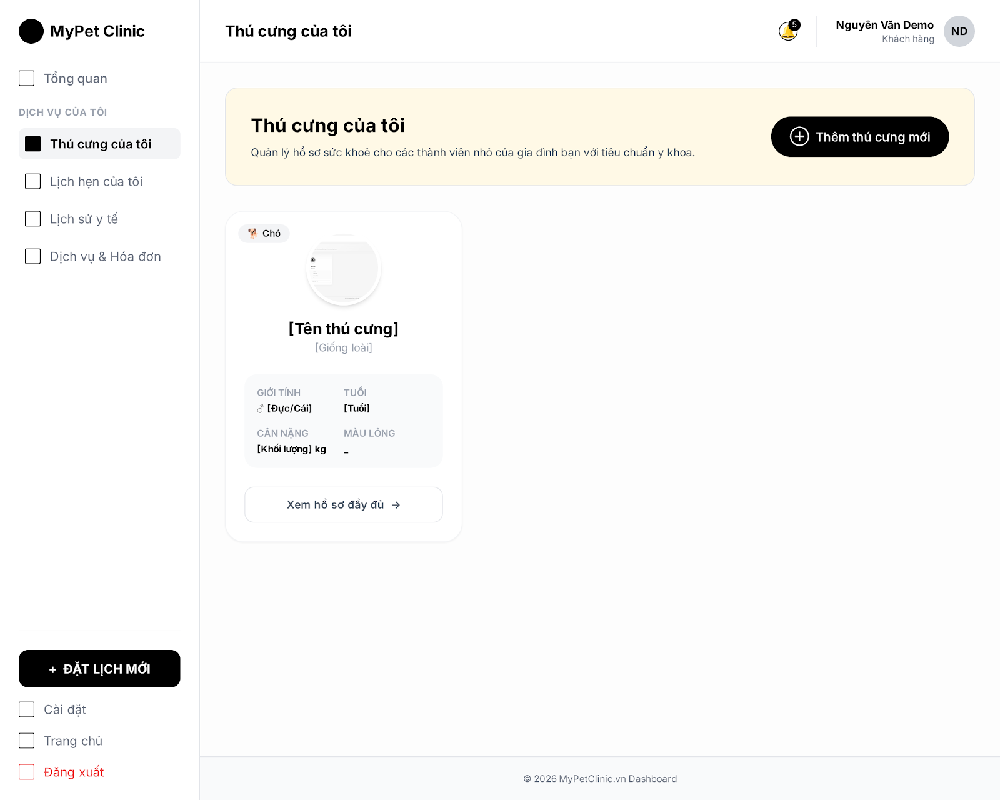 MyPet Clinic
Tổng quan
DỊCH VỤ CỦA TÔI
Thú cưng của tôi
Lịch hẹn của tôi
Lịch sử y tế
Dịch vụ & Hóa đơn
+ ĐẶT LỊCH MỚI
Cài đặt
Trang chủ
Đăng xuất
Thú cưng của tôi
5
Nguyễn Văn Demo
Khách hàng
ND
Thú cưng của tôi
Quản lý hồ sơ sức khoẻ cho các thành viên nhỏ của gia đình bạn với tiêu chuẩn y khoa.
Thêm thú cưng mới
Chó
[Tên thú cưng]
[Giống loài]
GIỚI TÍNH
♂ [Đực/Cái]
TUỔI
[Tuổi]
CÂN NẶNG
[Khối lượng] kg
MÀU LÔNG
_
Xem hồ sơ đầy đủ →
© 2026 MyPetClinic.vn Dashboard